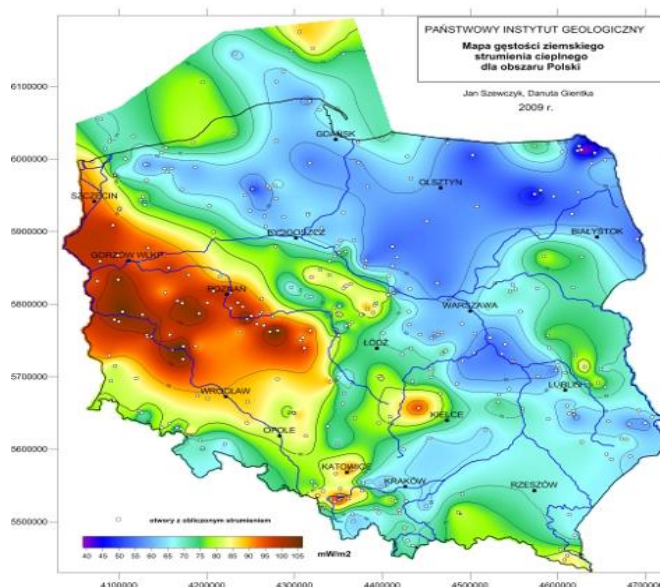 PAŃSTWOWY INSTYTUT GEOLOGICZNY
Mapa gęstości ziemskiego
strumienia cieplnego
dla obszaru Polski
Jan Szewczyk, Danuta Gientka
2009 r.
6100000
GDAŃSK
6000000
OLSZTYN
SZCZECIN
5900000
BYDGOSZCZ
BIAŁYSTOK
GORZÓW WLKP
POZNAŃ
5800000
WARSZAWA
ŁÓDŹ
5700000
WROCŁAW
LUBLIN
KIELCE
5600000
OPOLE
KATOWICE
KRAKÓW
RZESZÓW
5500000
otwory z obliczonym strumieniem
40 45 50 55 60 65 70 75 80 85 90 95 100 105
mW/m2
5400000
4100000 4200000 4300000 4400000 4500000 4600000 4700000